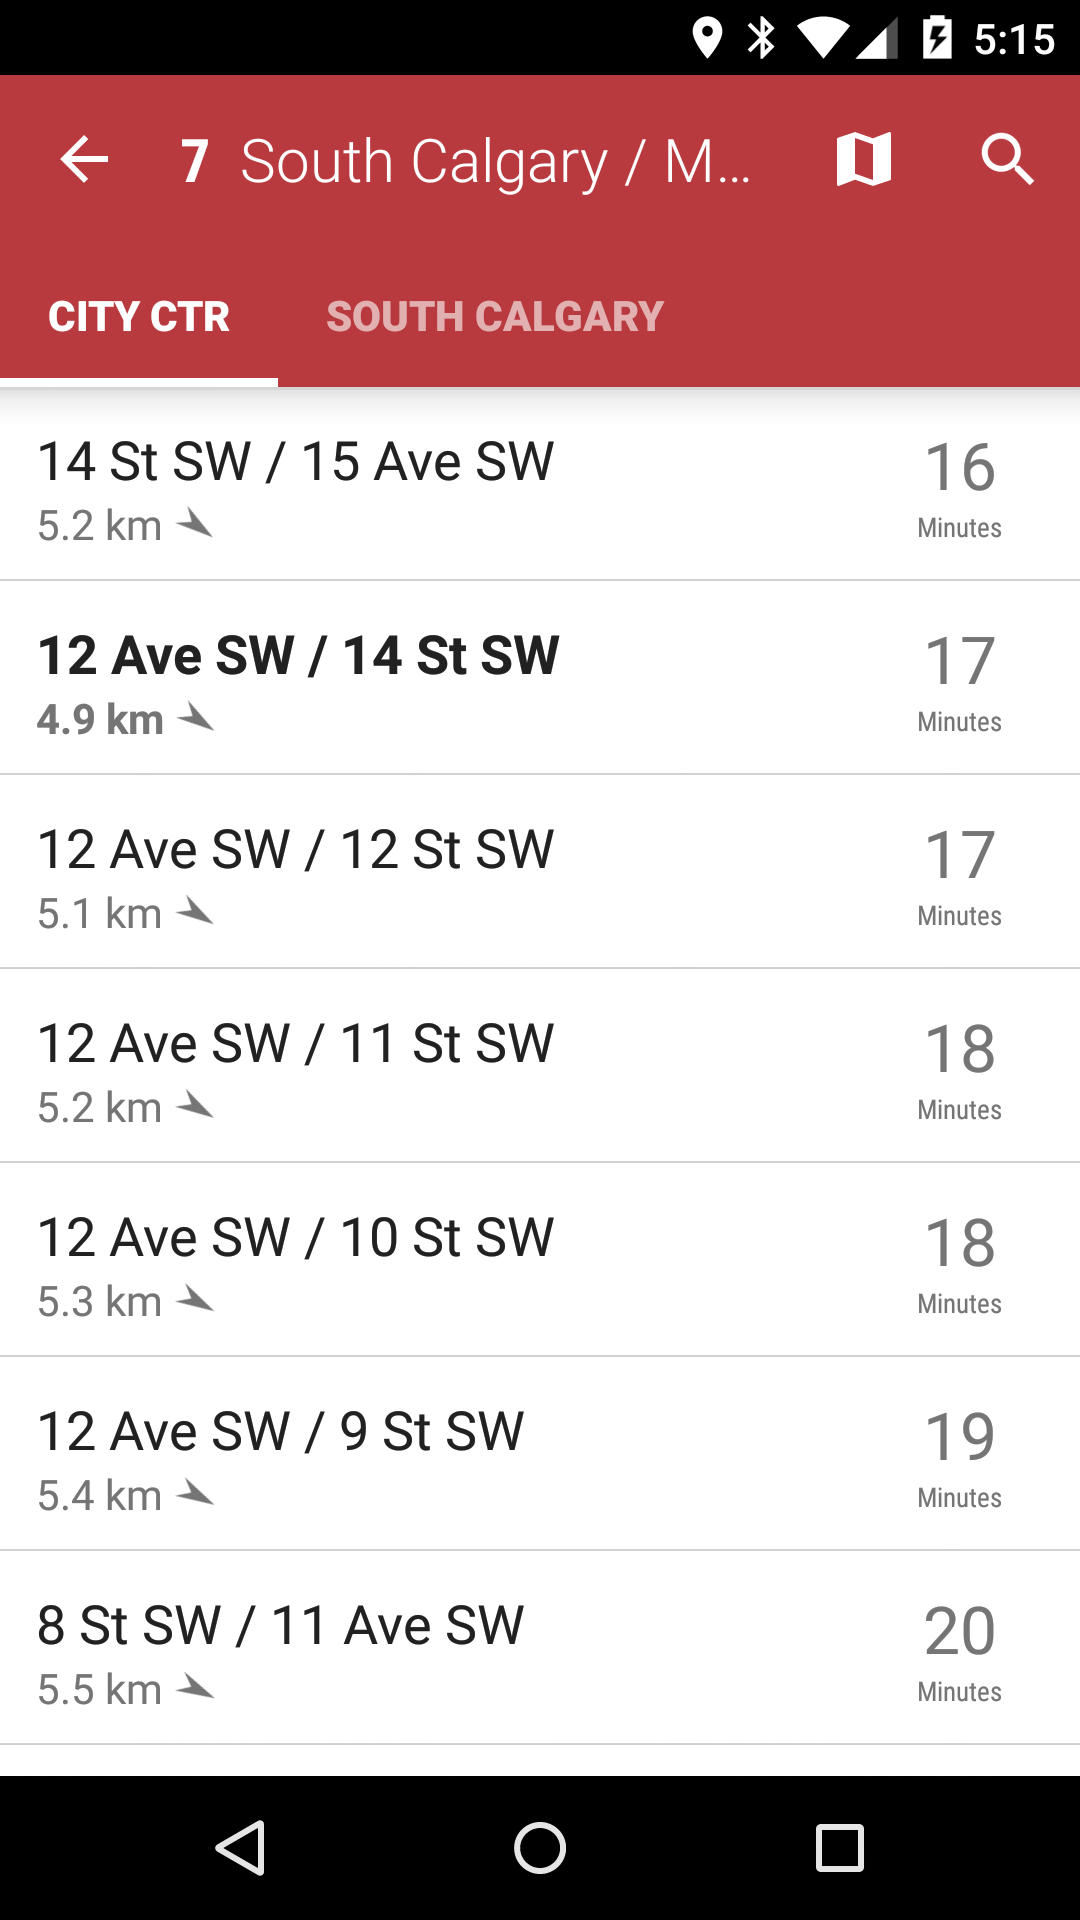 5:15
7 South Calgary / M...
CITY CTR SOUTH CALGARY
14 St SW / 15 Ave SW
16
5.2 km
Minutes
12 Ave SW / 14 St SW
17
4.9 km
Minutes
12 Ave SW / 12 St SW
17
5.1 km
Minutes
12 Ave SW / 11 St SW
18
5.2 km
Minutes
12 Ave SW / 10 St SW
18
5.3 km
Minutes
12 Ave SW / 9 St SW
19
5.4 km
Minutes
8 St SW / 11 Ave SW
20
5.5 km
Minutes